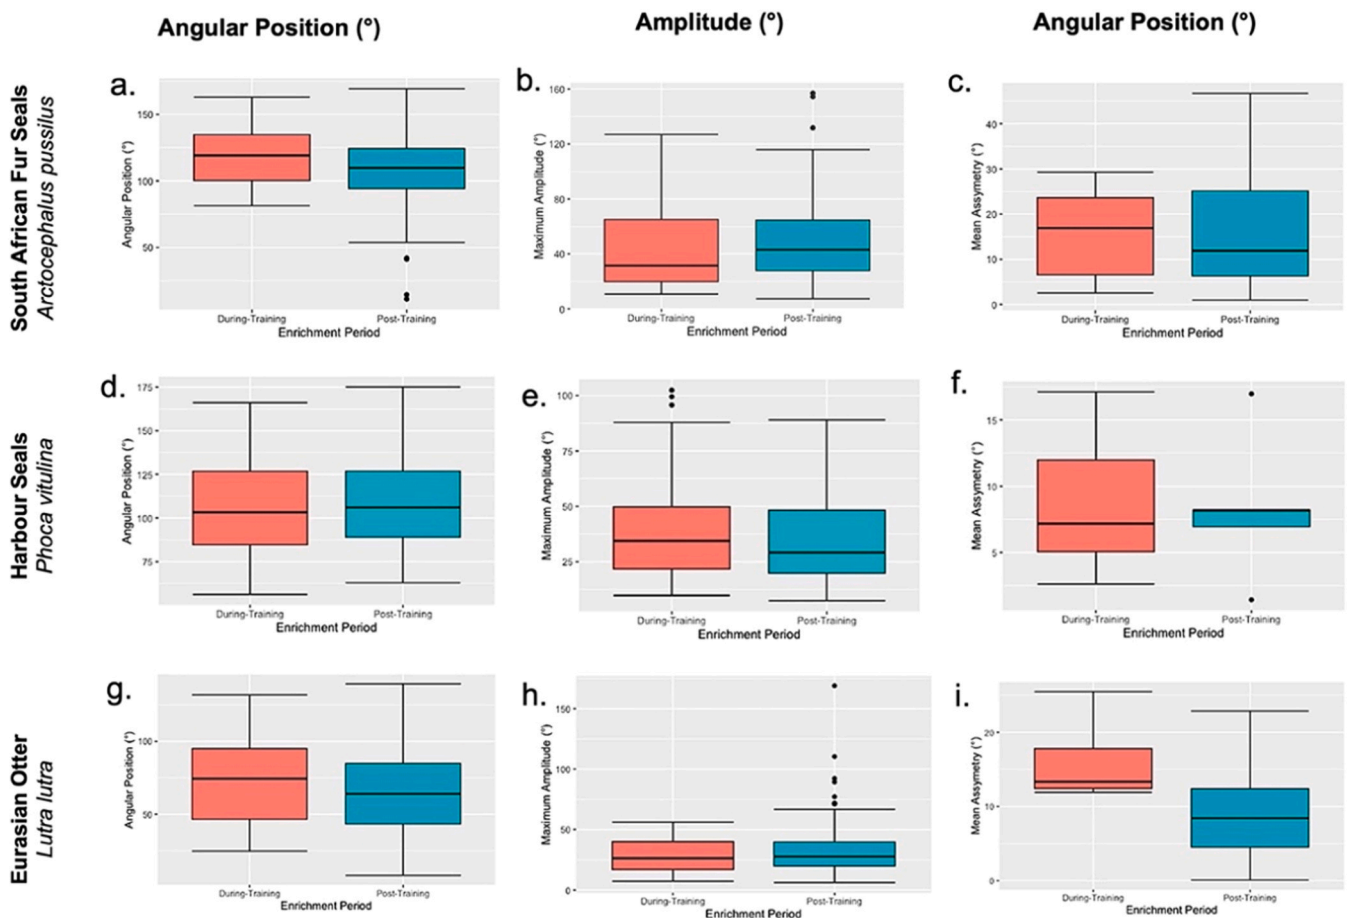 Angular Position (°)
Amplitude (°)
Angular Position (°)
South African Fur Seals
Arctocephalus pussilus
a.
Angular Position (°)
150
100
50
During-Training
Post-Training
Enrichment Period
b.
Maximum Amplitude (°)
160
120
80
40
0
During-Training
Post-Training
Enrichment Period
c.
Mean Assymetry (°)
40
30
20
10
0
During-Training
Post-Training
Enrichment Period
Harbour Seals
Phoca vitulina
d.
Angular Position (°)
175
150
125
100
75
During-Training
Post-Training
Enrichment Period
e.
Maximum Amplitude (°)
100
75
50
25
During-Training
Post-Training
Enrichment Period
f.
Mean Assymetry (°)
15
10
5
During-Training
Post-Training
Enrichment Period
Eurasian Otter
Lutra lutra
g.
Angular Position (°)
100
50
During-Training
Post-Training
Enrichment Period
h.
Maximum Amplitude (°)
150
100
50
0
During-Training
Post-Training
Enrichment Period
i.
Mean Assymetry (°)
20
10
0
During-Training
Post-Training
Enrichment Period